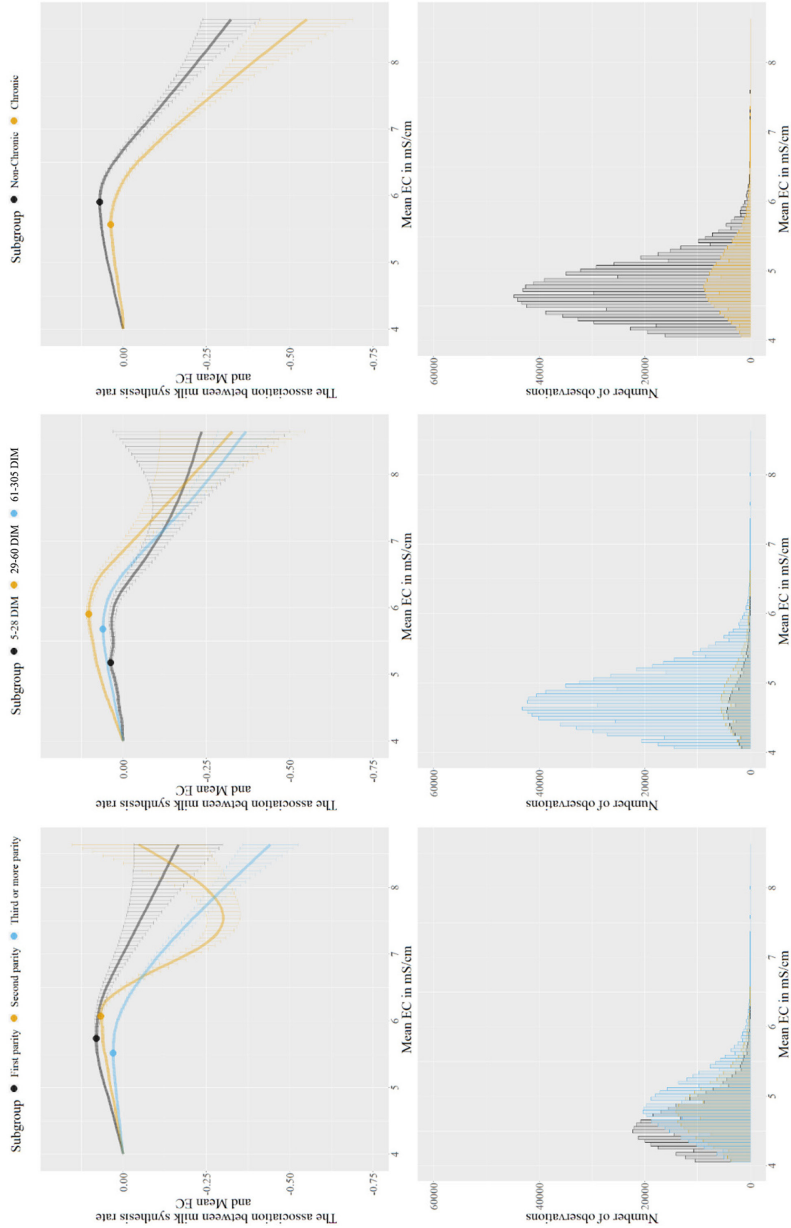 Subgroup First parity Second parity Third or more parity
The association between milk synthesis rate
and Mean EC
0.00
-0.25
-0.50
-0.75
4 5 6 7 8
Mean EC in mS/cm
Number of observations
60000
40000
20000
0
4 5 6 7 8
Mean EC in mS/cm
Subgroup 5-28 DIM 29-60 DIM 61-305 DIM
The association between milk synthesis rate
and Mean EC
0.00
-0.25
-0.50
-0.75
4 5 6 7 8
Mean EC in mS/cm
Number of observations
60000
40000
20000
0
4 5 6 7 8
Mean EC in mS/cm
Subgroup Non-Chronic Chronic
The association between milk synthesis rate
and Mean EC
0.00
-0.25
-0.50
-0.75
4 5 6 7 8
Mean EC in mS/cm
Number of observations
60000
40000
20000
0
4 5 6 7 8
Mean EC in mS/cm